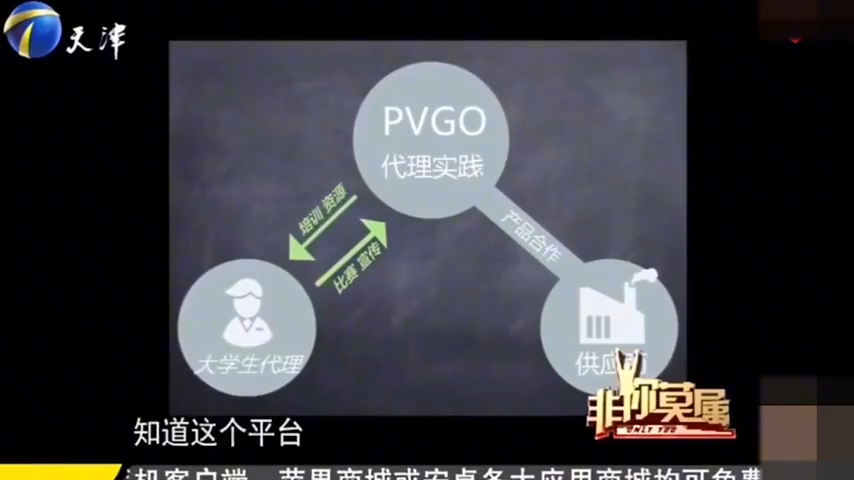 天津
PVGO
代理实践
培训 资源
比赛 宣传
产品合作
大学生代理
供应商
非你莫属
ONLY YOU
知道这个平台
机客户端、苹果商城或安卓各大应用商城均可免费